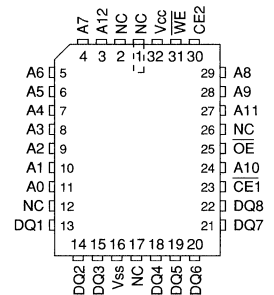 A7 A12 NC NC Vcc W̅E̅ CE2
4 3 2 1 32 31 30
A6 5 29 A8
A5 6 28 A9
A4 7 27 A11
A3 8 26 NC
A2 9 25 O̅E̅
A1 10 24 A10
A0 11 23 C̅E̅1̅
NC 12 22 DQ8
DQ1 13 21 DQ7
14 15 16 17 18 19 20
DQ2 DQ3 Vss NC DQ4 DQ5 DQ6